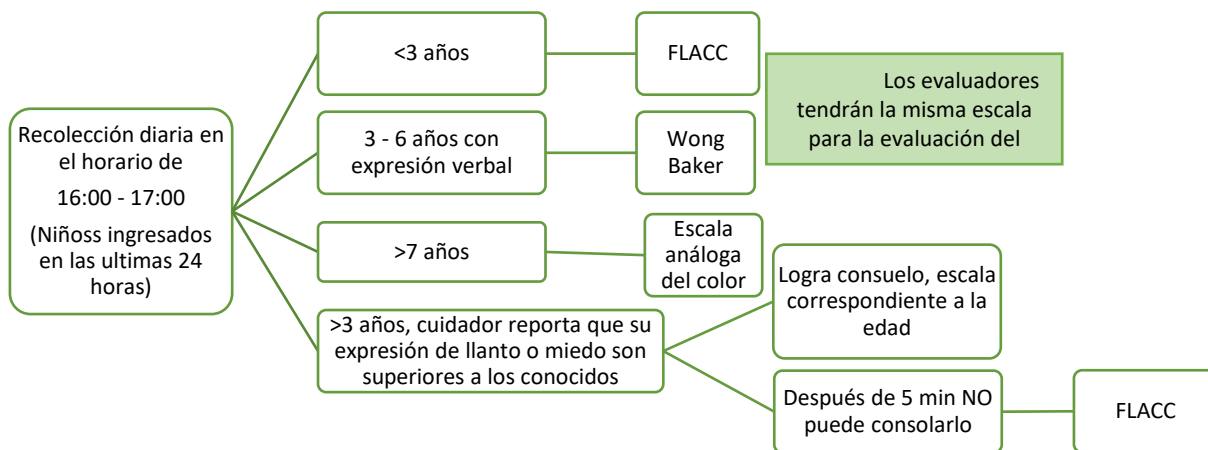 Recolección diaria en
el horario de
16:00 - 17:00
(Niñoss ingresados
en las ultimas 24
horas)
<3 años
FLACC
3 - 6 años con
expresión verbal
Wong
Baker
>7 años
Escala
análoga
del color
>3 años, cuidador reporta que su
expresión de llanto o miedo son
superiores a los conocidos
Logra consuelo, escala
correspondiente a la
edad
Después de 5 min NO
puede consolarlo
FLACC
Los evaluadores
tendrán la misma escala
para la evaluación del